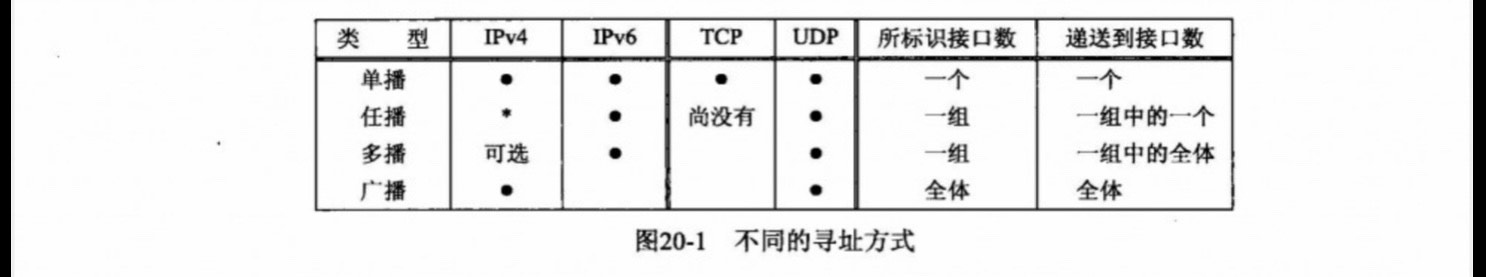 类 型 IPv4 IPv6 TCP UDP 所标识接口数 递送到接口数
单播 ● ● ● ● 一个 一个
任播 * ● 尚没有 ● 一组 一组中的一个
多播 可选 ● ● 一组 一组中的全体
广播 ● ● 全体 全体
图20-1 不同的寻址方式